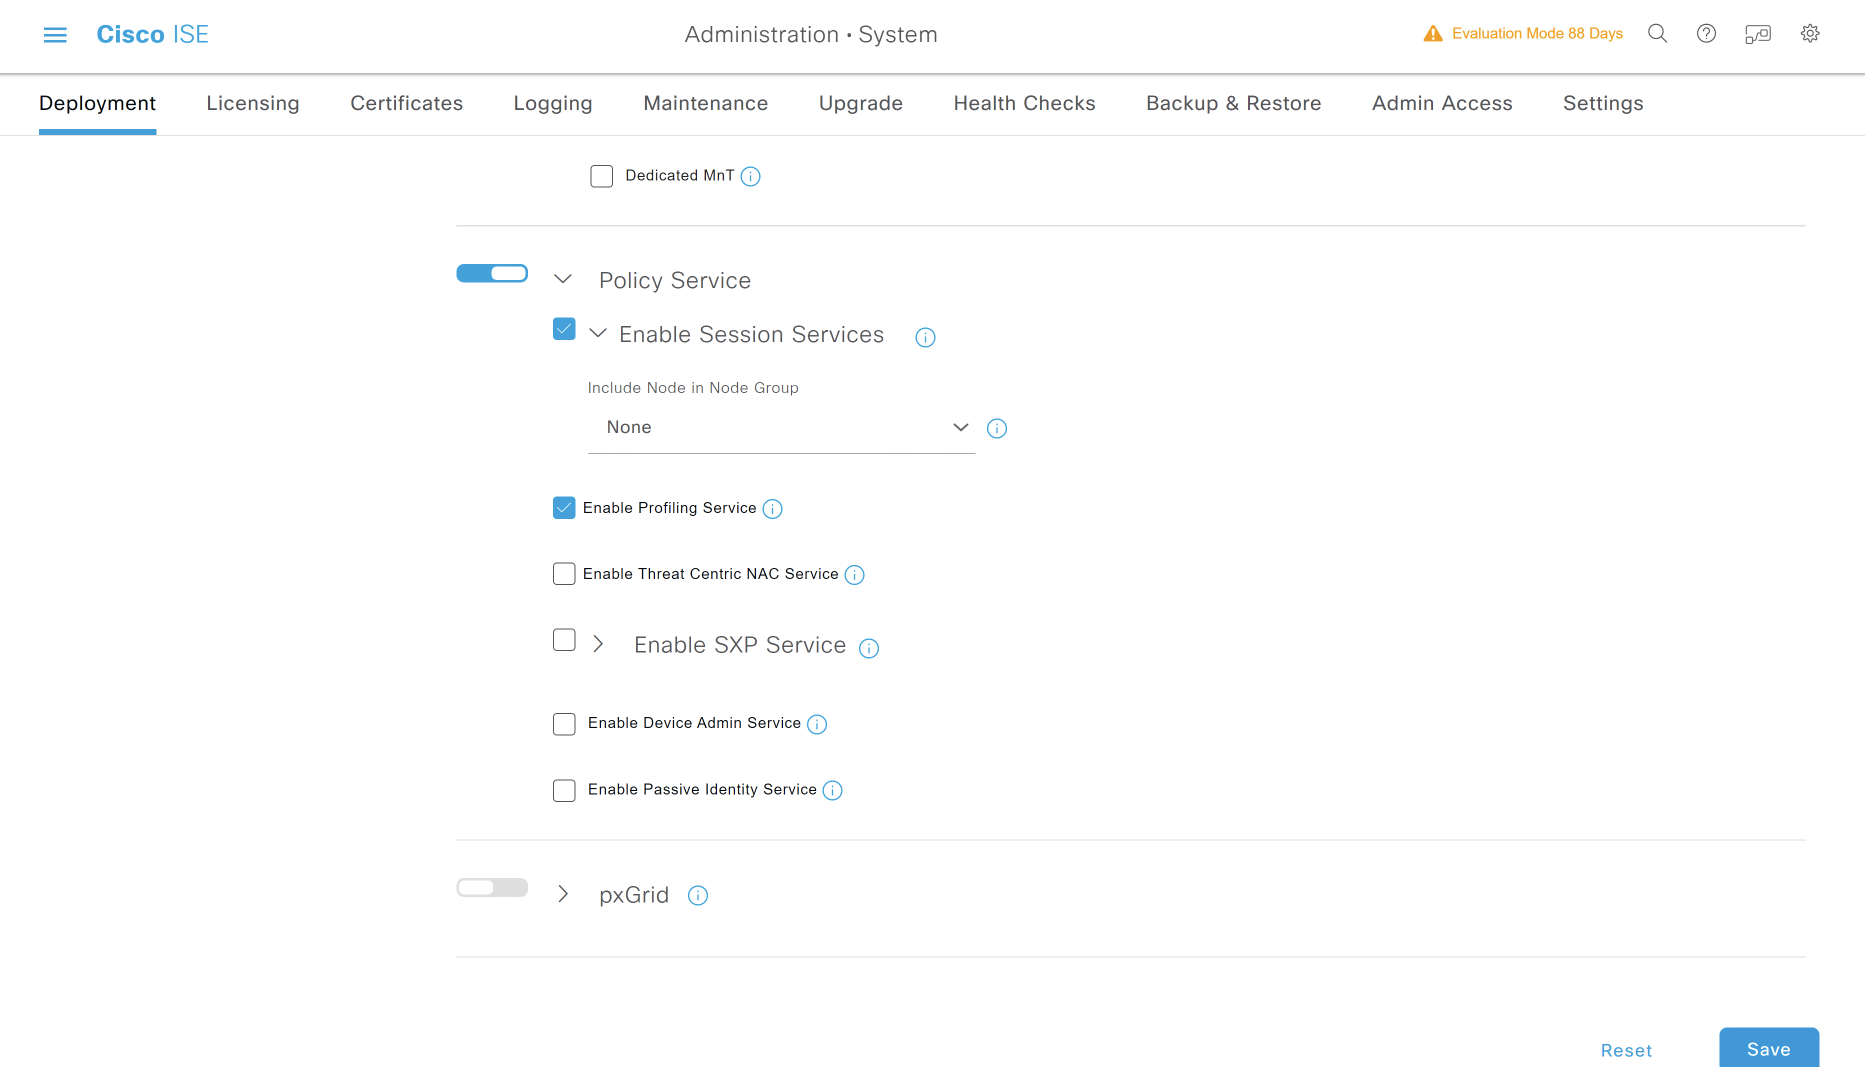 Cisco ISE
Administration • System
Evaluation Mode 88 Days
Deployment
Licensing
Certificates
Logging
Maintenance
Upgrade
Health Checks
Backup & Restore
Admin Access
Settings
Dedicated MnT
Policy Service
Enable Session Services
Include Node in Node Group
None
Enable Profiling Service
Enable Threat Centric NAC Service
Enable SXP Service
Enable Device Admin Service
Enable Passive Identity Service
pxGrid
Reset
Save